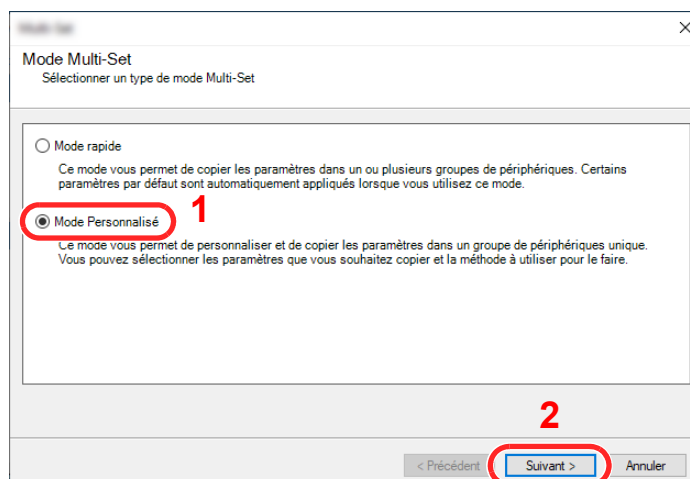 Mode Multi-Set
Sélectionner un type de mode Multi-Set
Mode rapide
Ce mode vous permet de copier les paramètres dans un ou plusieurs groupes de périphériques. Certains
paramètres par défaut sont automatiquement appliqués lorsque vous utilisez ce mode.
Mode Personnalisé
1
Ce mode vous permet de personnaliser et de copier les paramètres dans un groupe de périphériques unique.
Vous pouvez sélectionner les paramètres que vous souhaitez copier et la méthode à utiliser pour le faire.
2
< Précédent Suivant > Annuler